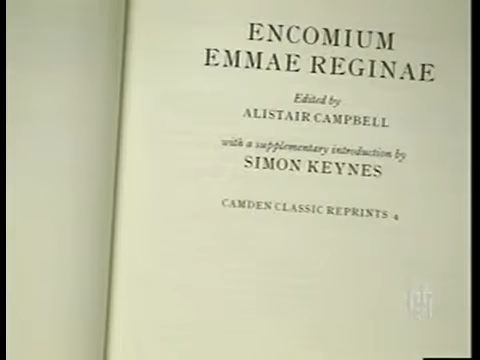 ENCOMIUM
EMMAE REGINAE
Edited by
ALISTAIR CAMPBELL
with a supplementary introduction by
SIMON KEYNES
CAMDEN CLASSIC REPRINTS 4